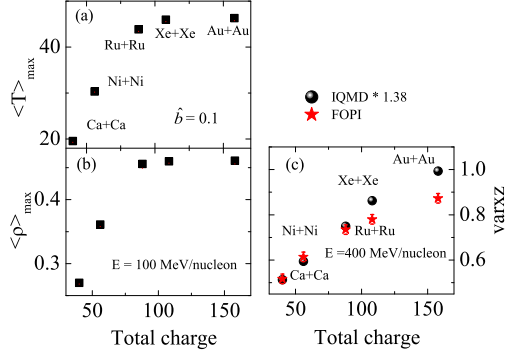 (a)
40
20
<T>max
Ru+Ru
Xe+Xe
Au+Au
Ni+Ni
Ca+Ca
b̂ = 0.1
IQMD * 1.38
FOPI
(b)
0.4
0.3
<ρ>max
E = 100 MeV/nucleon
50
100
150
Total charge
(c)
Au+Au
Xe+Xe
Ni+Ni
Ru+Ru
E =400 MeV/nucleon
Ca+Ca
1.0
0.8
0.6
varxz
50
100
150
Total charge